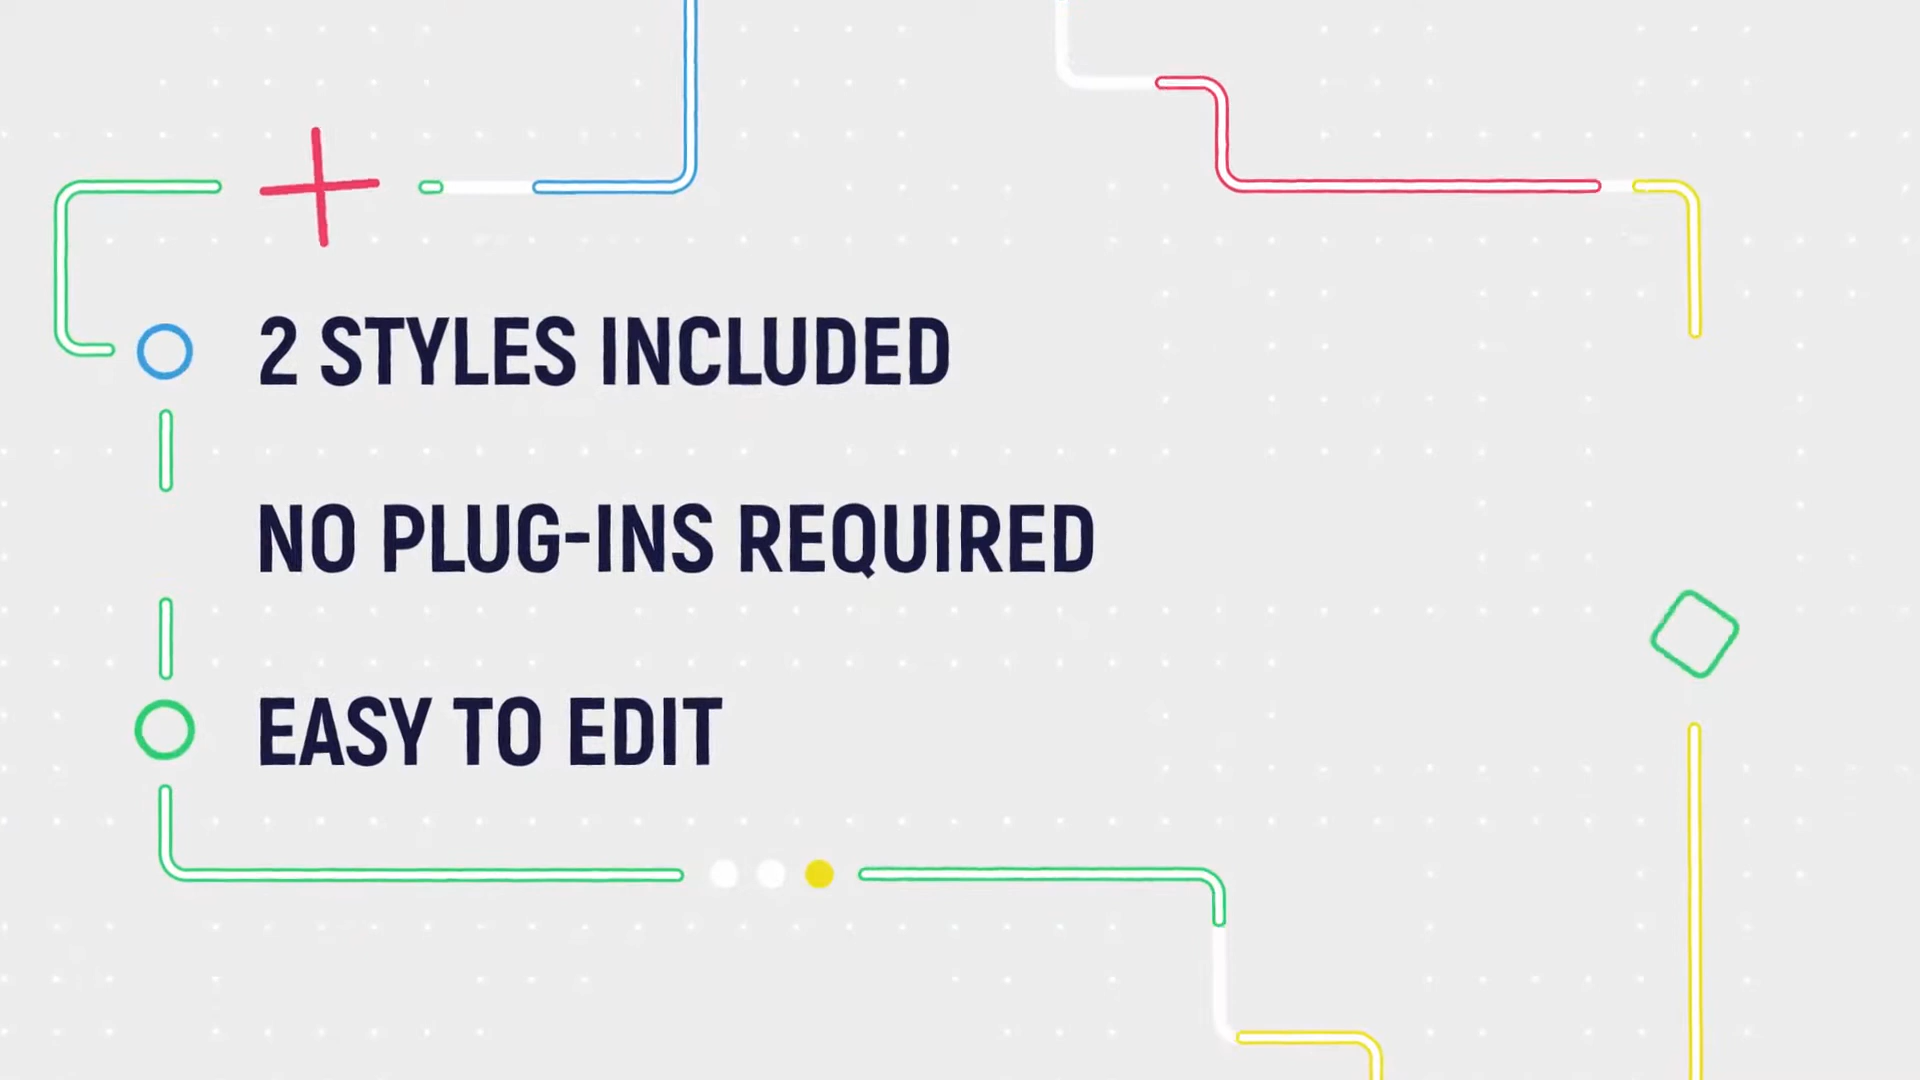 2 STYLES INCLUDED
NO PLUG-INS REQUIRED
EASY TO EDIT